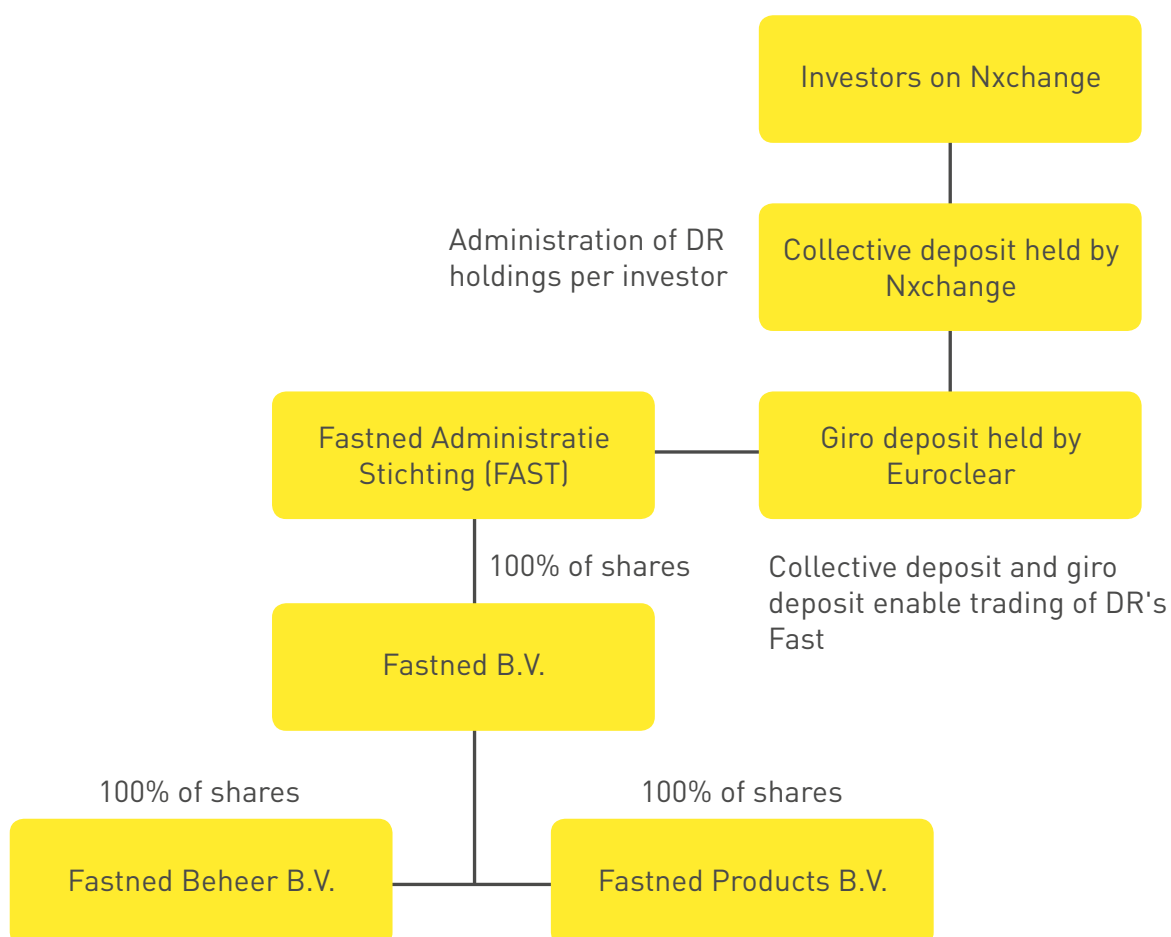 Investors on Nxchange
Administration of DR
holdings per investor
Collective deposit held by
Nxchange
Fastned Administratie
Stichting (FAST)
Giro deposit held by
Euroclear
100% of shares
Collective deposit and giro
deposit enable trading of DR's
Fast
Fastned B.V.
100% of shares
100% of shares
Fastned Beheer B.V.
Fastned Products B.V.